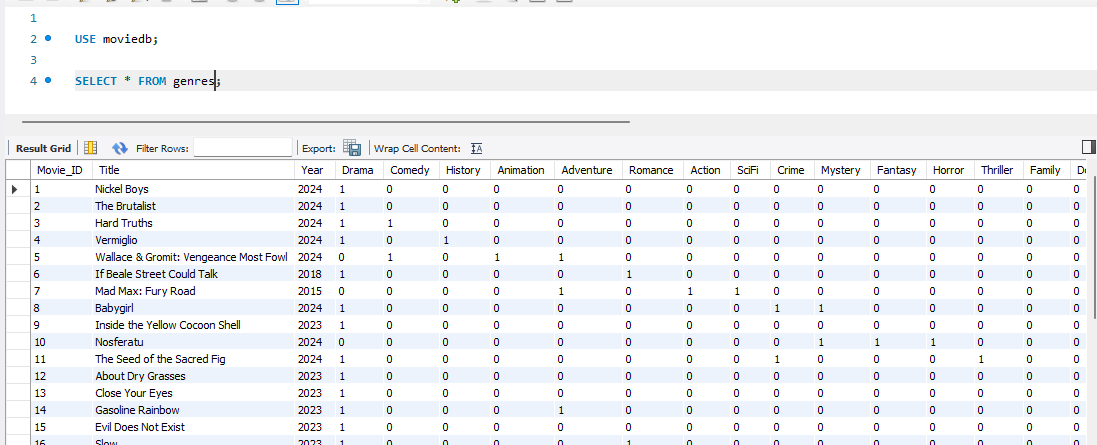 1
2 USE moviedb;
3
4 SELECT * FROM genres;
Result Grid Filter Rows: Export: Wrap Cell Content:
Movie_ID Title Year Drama Comedy History Animation Adventure Romance Action SciFi Crime Mystery Fantasy Horror Thriller Family
1 Nickel Boys 2024 1 0 0 0 0 0 0 0 0 0 0 0 0 0 0
2 The Brutalist 2024 1 0 0 0 0 0 0 0 0 0 0 0 0 0 0
3 Hard Truths 2024 1 1 0 0 0 0 0 0 0 0 0 0 0 0 0
4 Vermiglio 2024 1 0 1 0 0 0 0 0 0 0 0 0 0 0 0
5 Wallace & Gromit: Vengeance Most Fowl 2024 0 1 0 1 1 0 0 0 0 0 0 0 0 0 0
6 If Beale Street Could Talk 2018 1 0 0 0 0 1 0 0 0 0 0 0 0 0 0
7 Mad Max: Fury Road 2015 0 0 0 0 1 0 1 1 0 0 0 0 0 0 0
8 Babygirl 2024 1 0 0 0 0 0 0 0 1 1 0 0 0 0 0
9 Inside the Yellow Cocoon Shell 2023 1 0 0 0 0 0 0 0 0 0 0 0 0 0 0
10 Nosferatu 2024 0 0 0 0 0 0 0 0 0 1 1 1 0 0 0
11 The Seed of the Sacred Fig 2024 1 0 0 0 0 0 0 0 1 0 0 0 1 0 0
12 About Dry Grasses 2023 1 0 0 0 0 0 0 0 0 0 0 0 0 0 0
13 Close Your Eyes 2023 1 0 0 0 0 0 0 0 0 0 0 0 0 0 0
14 Gasoline Rainbow 2023 1 0 0 0 1 0 0 0 0 0 0 0 0 0 0
15 Evil Does Not Exist 2023 1 0 0 0 0 0 0 0 0 0 0 0 0 0 0
16 Slow 2023 1 0 0 0 0 1 0 0 0 0 0 0 0 0 0